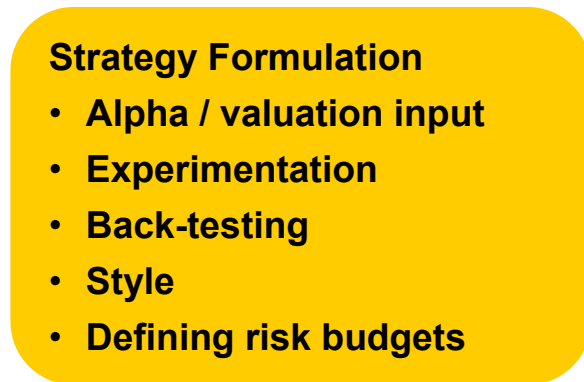 Strategy Formulation
• Alpha / valuation input
• Experimentation
• Back-testing
• Style
• Defining risk budgets